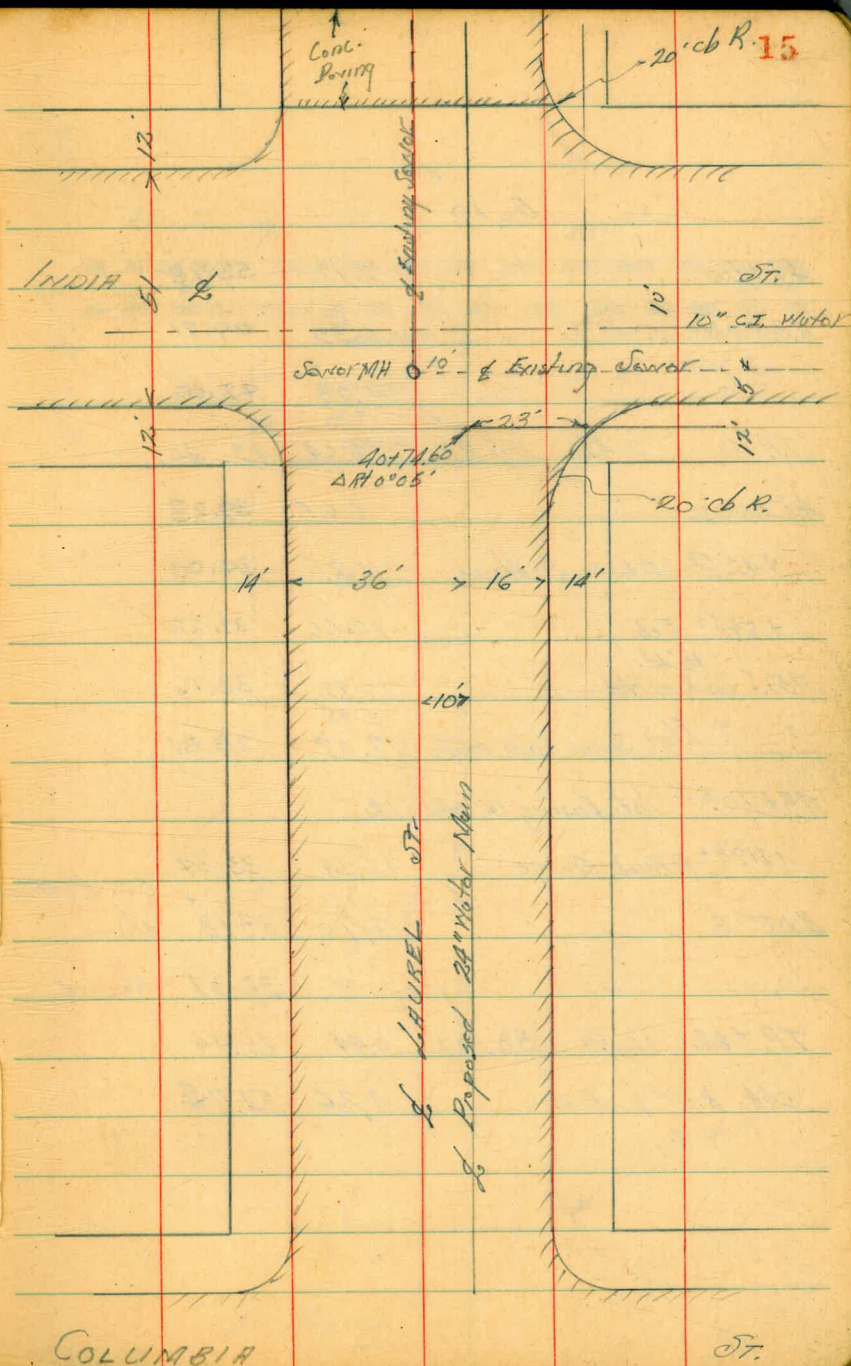 15
Conc.
Paving
20' cb R.
12'
℄ Existing Sewer
INDIA 51 ℄ ST.
10'
10" C.I. Water
Sewer MH 10' ℄ Existing Sewer 5'
12' 23' 12'
40+74.60
Δ Rt 0°05'
20' cb R.
14' 36' 16' 14'
10'
℄ LAUREL ST.
℄ Proposed 24" Water Main
COLUMBIA ST.